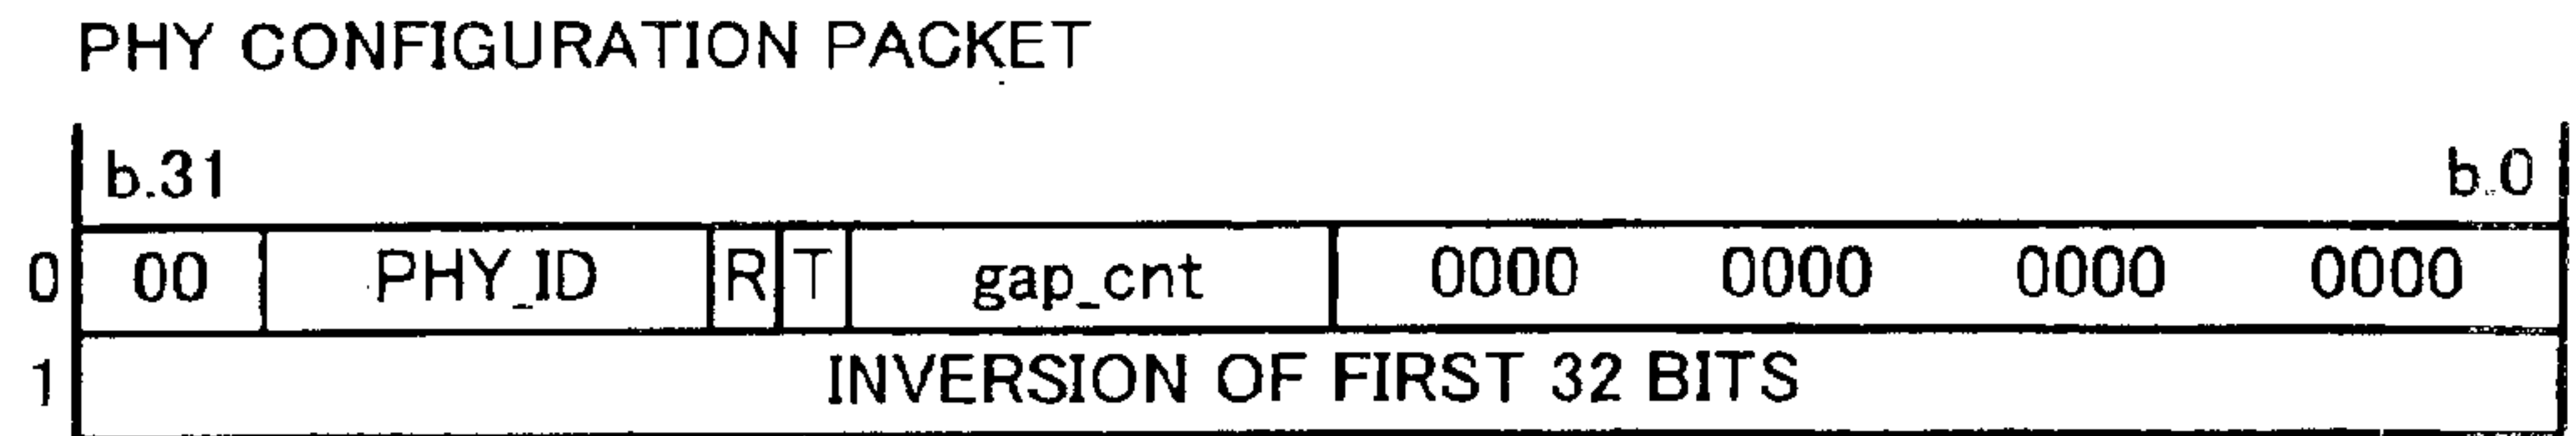 PHY CONFIGURATION PACKET
b.31 b.0
0 00 PHY_ID R T gap_cnt 0000 0000 0000 0000
1 INVERSION OF FIRST 32 BITS